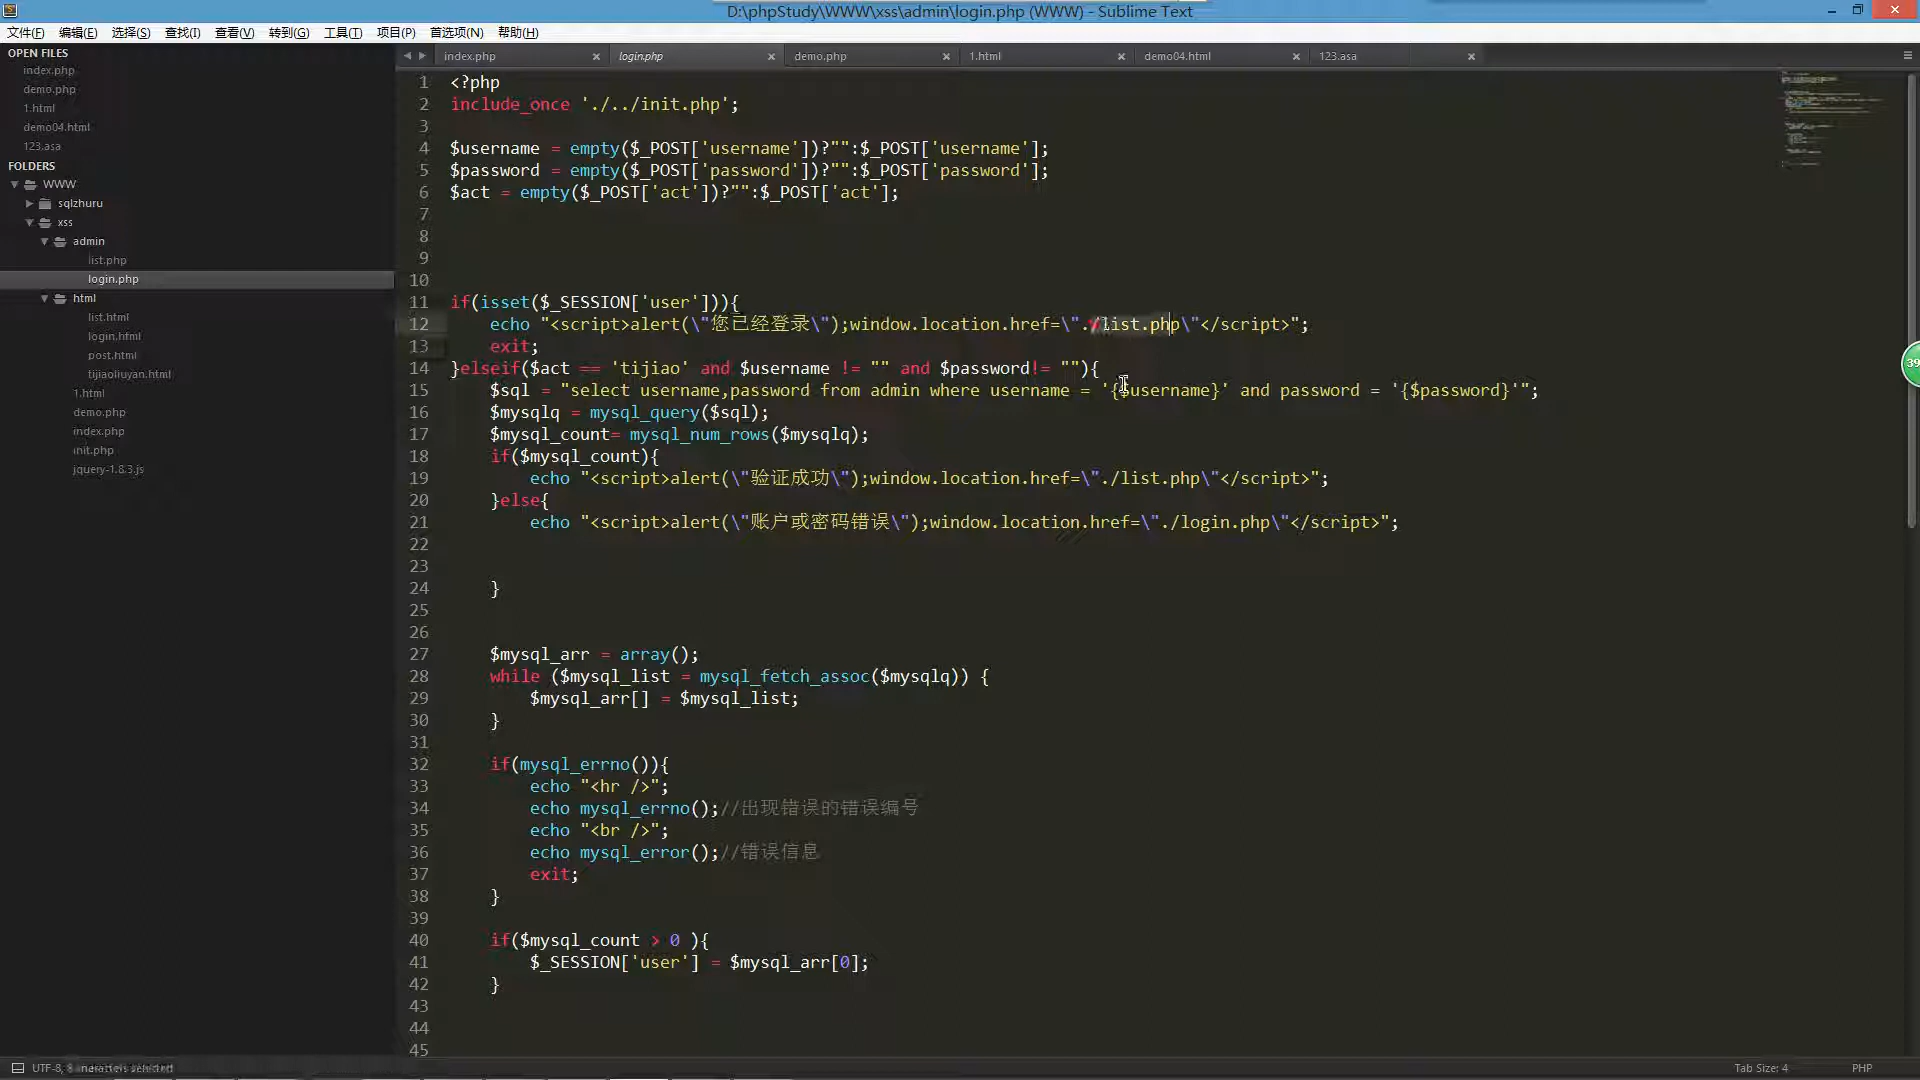 D:\phpStudy\WWW\xss\admin\login.php (WWW) - Sublime Text
文件(F) 编辑(E) 选择(S) 查找(I) 查看(V) 转到(G) 工具(T) 项目(P) 首选项(N) 帮助(H)
OPEN FILES
index.php
demo.php
1.html
demo04.html
123.asa
FOLDERS
WWW
sqlzhuru
xss
admin
list.php
login.php
html
list.html
login.html
post.html
tijiaoliuyan.html
1.html
demo.php
index.php
init.php
jquery-1.8.3.js
index.php login.php demo.php 1.html demo04.html 123.asa
1 <?php
2 include_once './../init.php';
3
4 $username = empty($_POST['username'])?"":$_POST['username'];
5 $password = empty($_POST['password'])?"":$_POST['password'];
6 $act = empty($_POST['act'])?"":$_POST['act'];
7
8
9
10
11 if(isset($_SESSION['user'])){
12 echo "<script>alert(\"您已经登录\");window.location.href=\"./list.php\"</script>";
13 exit;
14 }elseif($act == 'tijiao' and $username != "" and $password!= ""){
15 $sql = "select username,password from admin where username = '{$username}' and password = '{$password}'";
16 $mysqlq = mysql_query($sql);
17 $mysql_count= mysql_num_rows($mysqlq);
18 if($mysql_count){
19 echo "<script>alert(\"验证成功\");window.location.href=\"./list.php\"</script>";
20 }else{
21 echo "<script>alert(\"账户或密码错误\");window.location.href=\"./login.php\"</script>";
22
23
24 }
25
26
27 $mysql_arr = array();
28 while ($mysql_list = mysql_fetch_assoc($mysqlq)) {
29 $mysql_arr[] = $mysql_list;
30 }
31
32 if(mysql_errno()){
33 echo "<hr />";
34 echo mysql_errno();//出现错误的错误编号
35 echo "<br />";
36 echo mysql_error();//错误信息
37 exit;
38 }
39
40 if($mysql_count > 0 ){
41 $_SESSION['user'] = $mysql_arr[0];
42 }
43
44
45
39
UTF-8, 8 selected
Tab Size: 4 PHP